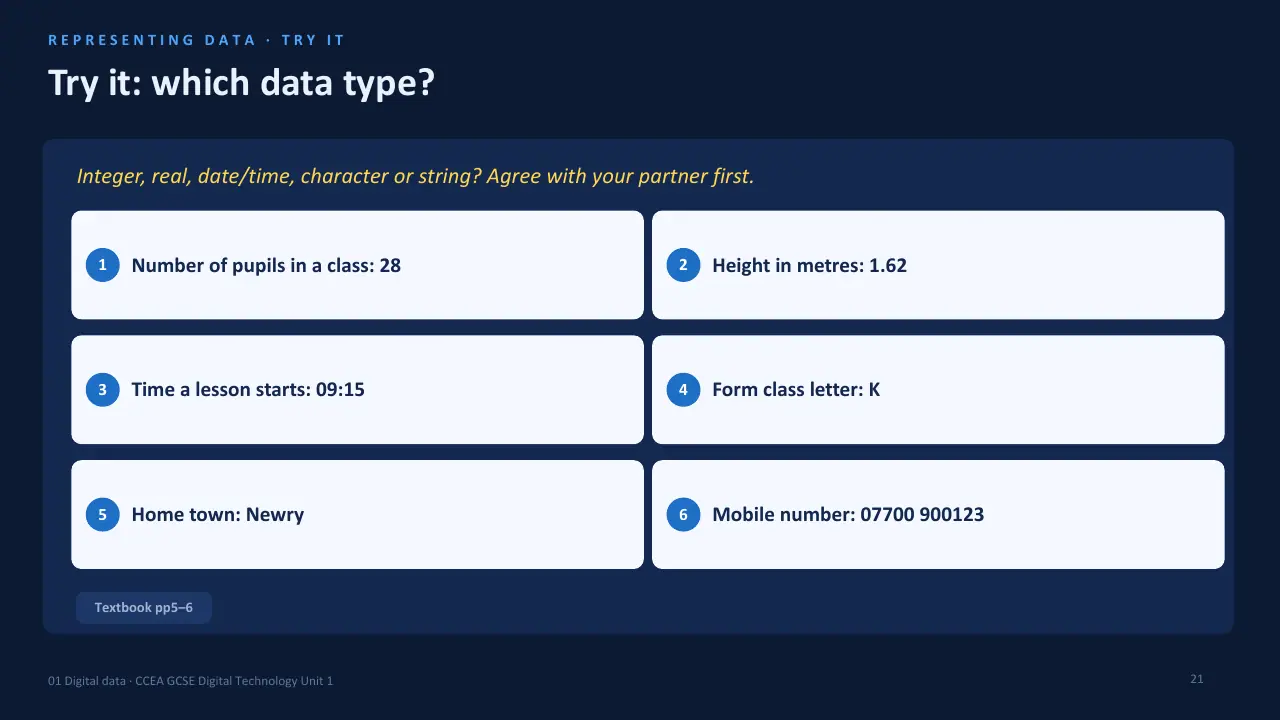 REPRESENTING DATA · TRY IT
Try it: which data type?
Integer, real, date/time, character or string? Agree with your partner first.
1 Number of pupils in a class: 28
2 Height in metres: 1.62
3 Time a lesson starts: 09:15
4 Form class letter: K
5 Home town: Newry
6 Mobile number: 07700 900123
Textbook pp5–6
01 Digital data · CCEA GCSE Digital Technology Unit 1
21